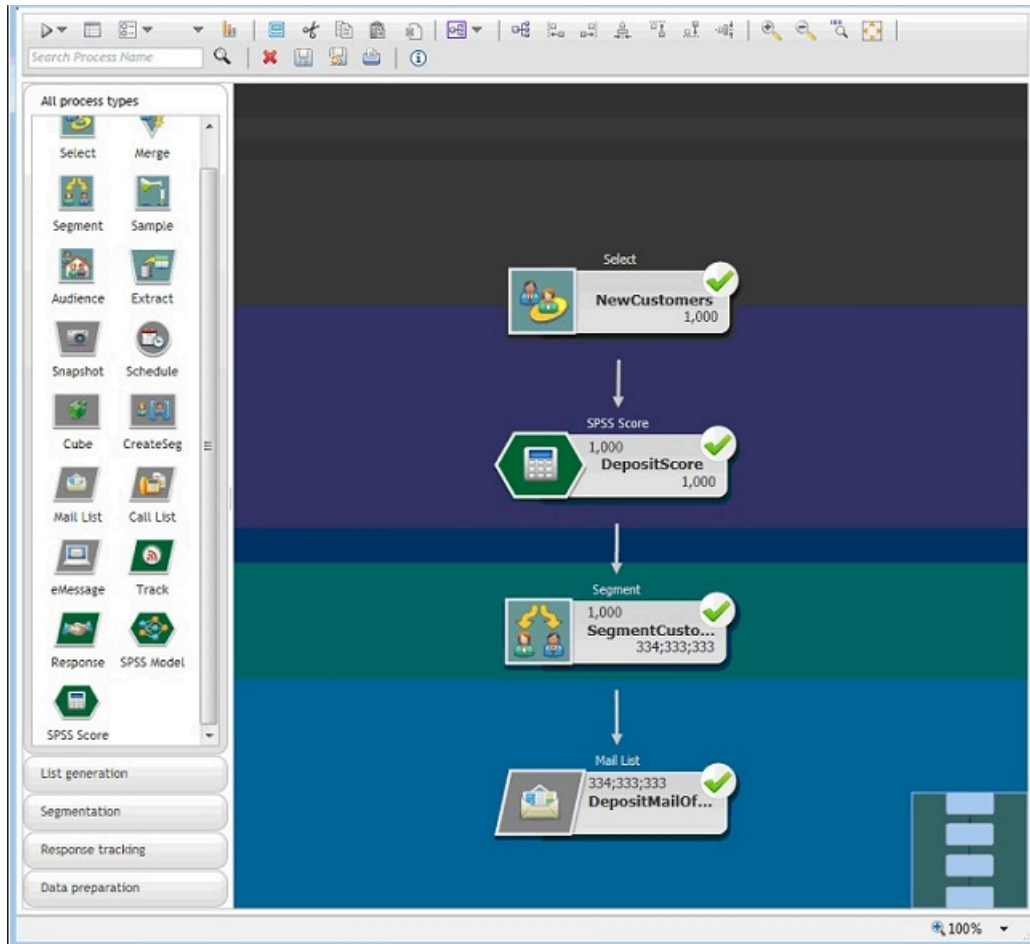 Search Process Name
All process types
Select
Merge
Segment
Sample
Audience
Extract
Snapshot
Schedule
Cube
CreateSeg
Mail List
Call List
eMessage
Track
Response
SPSS Model
SPSS Score
List generation
Segmentation
Response tracking
Data preparation
Select
NewCustomers
1,000
SPSS Score
1,000
DepositScore
1,000
Segment
1,000
SegmentCusto...
334;333;333
Mail List
334;333;333
DepositMailOf...
100%